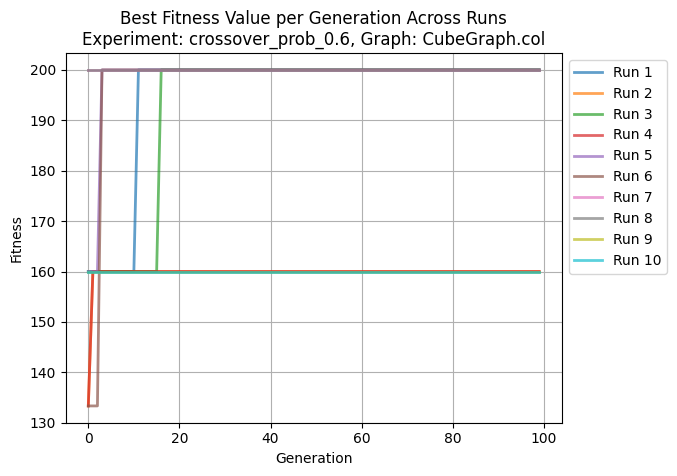 Best Fitness Value per Generation Across Runs
Experiment: crossover_prob_0.6, Graph: CubeGraph.col
200
190
180
170
160
150
140
130
Fitness
0
20
40
60
80
100
Generation
Run 1
Run 2
Run 3
Run 4
Run 5
Run 6
Run 7
Run 8
Run 9
Run 10